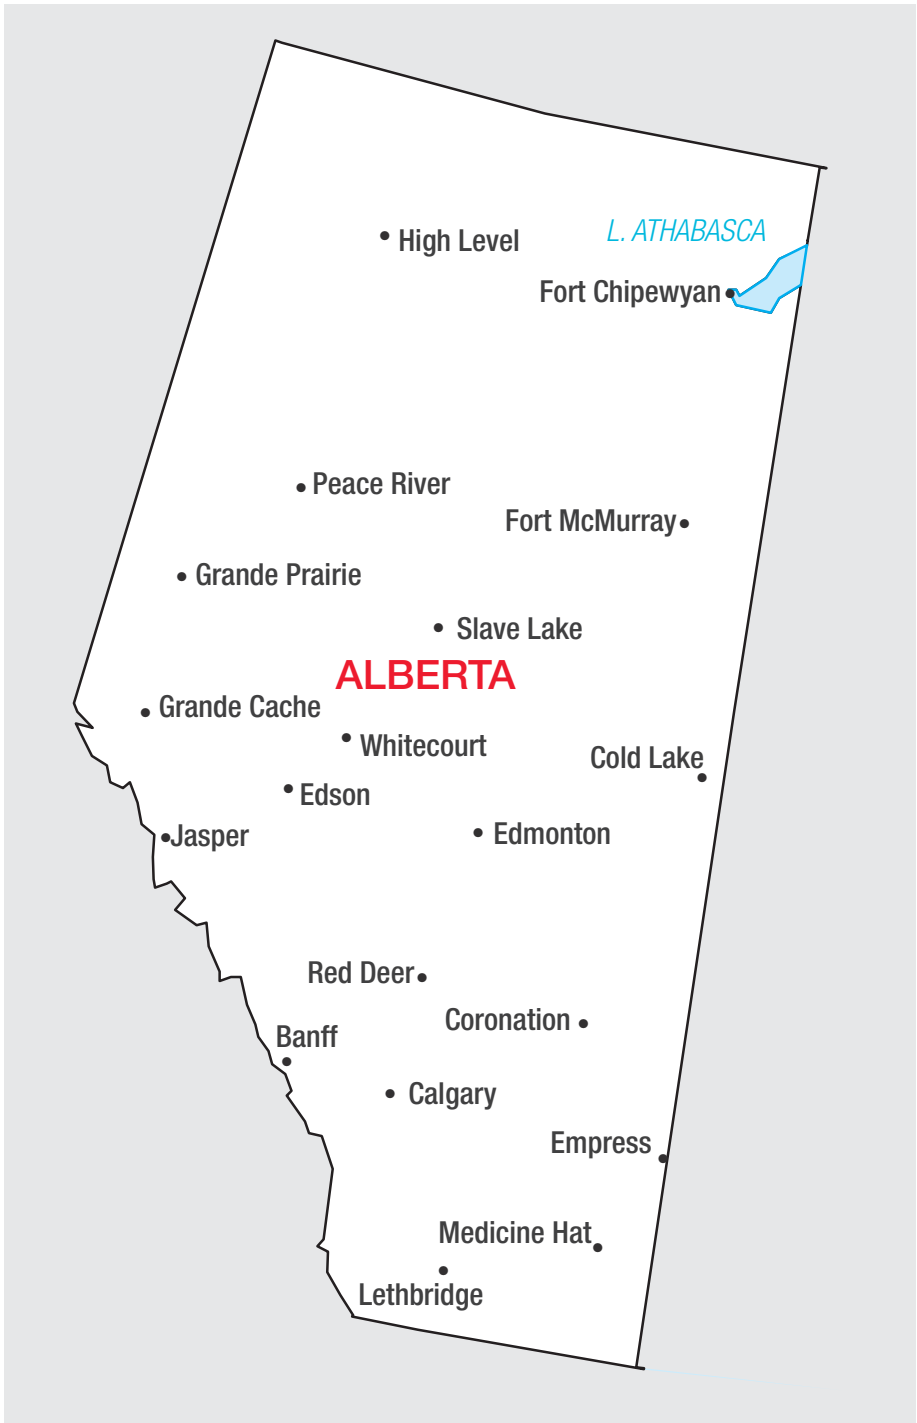 L. ATHABASCA
High Level
Fort Chipewyan
Peace River
Fort McMurray
Grande Prairie
Slave Lake
ALBERTA
Grande Cache
Whitecourt
Cold Lake
Edson
Jasper
Edmonton
Red Deer
Coronation
Banff
Calgary
Empress
Medicine Hat
Lethbridge